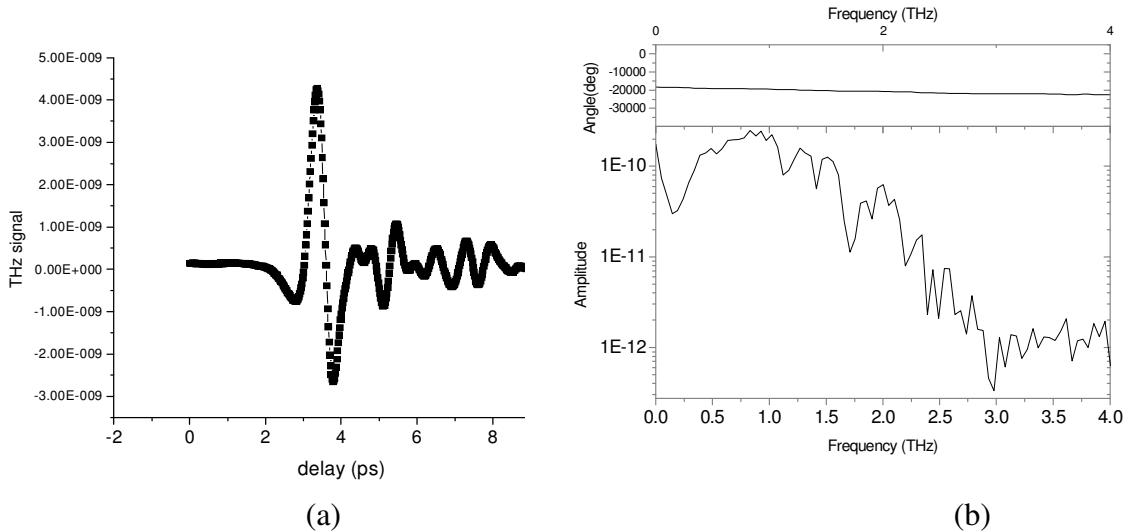 5.00E-009
4.00E-009
3.00E-009
2.00E-009
1.00E-009
0.00E+000
-1.00E-009
-2.00E-009
-3.00E-009
THz signal
-2 0 2 4 6 8
delay (ps)
(a)
Frequency (THz)
0 2 4
0
-10000
-20000
-30000
Angle(deg)
1E-10
1E-11
1E-12
Amplitude
0.0 0.5 1.0 1.5 2.0 2.5 3.0 3.5 4.0
Frequency (THz)
(b)